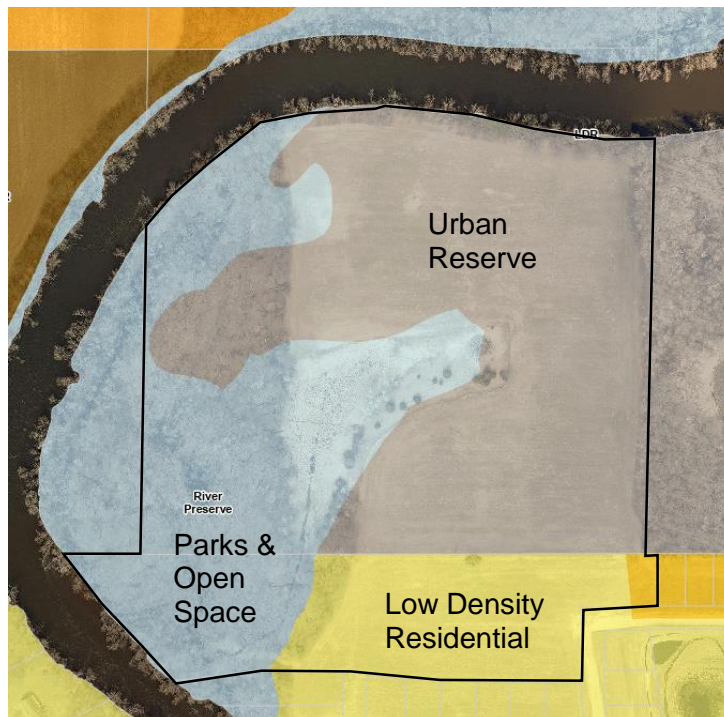 LDR
Urban
Reserve
River
Preserve
Parks &
Open
Space
Low Density
Residential